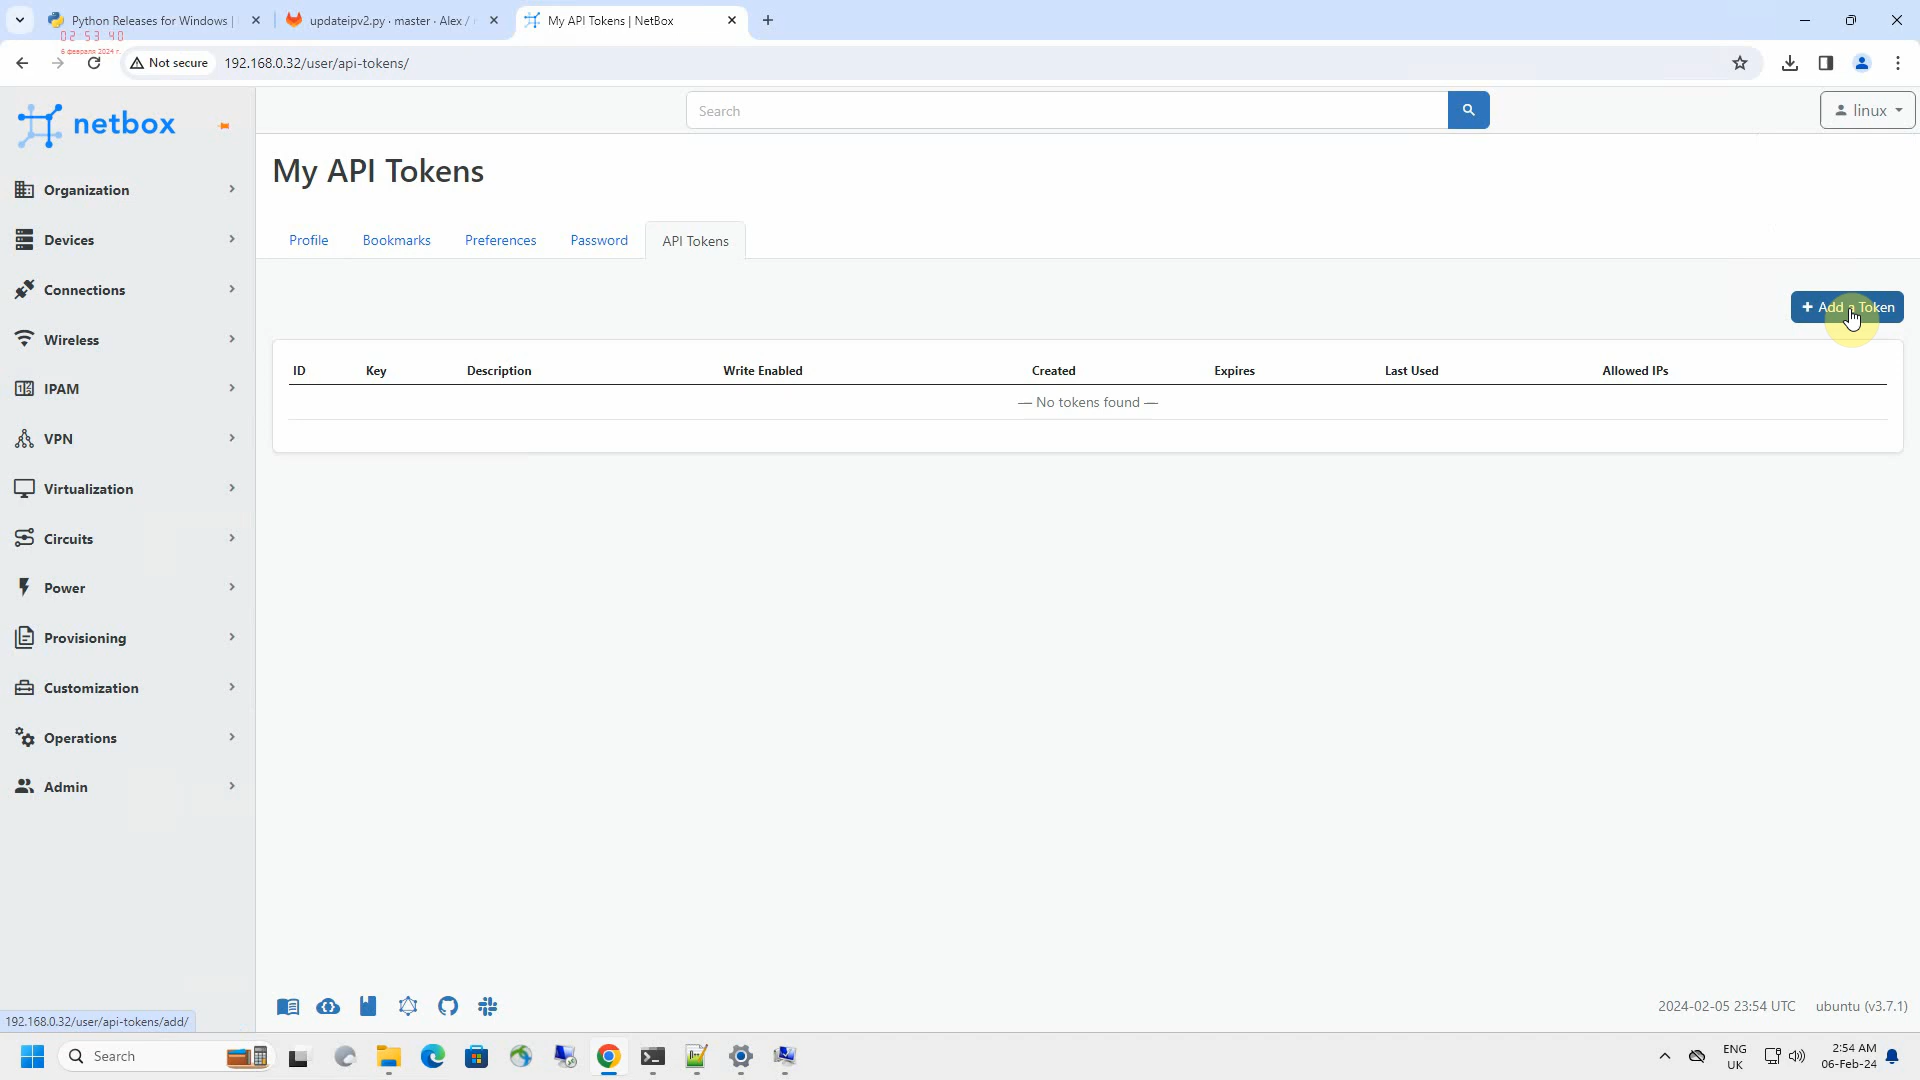 Python Releases for Windows |
updateipv2.py · master · Alex /
My API Tokens | NetBox
02 53 40
6 февраля 2024 г.
Not secure
192.168.0.32/user/api-tokens/
netbox
Search
linux
My API Tokens
Organization
Profile
Bookmarks
Preferences
Password
API Tokens
Devices
Connections
+ Add a Token
Wireless
ID
Key
Description
Write Enabled
Created
Expires
Last Used
Allowed IPs
IPAM
— No tokens found —
VPN
Virtualization
Circuits
Power
Provisioning
Customization
Operations
Admin
2024-02-05 23:54 UTC
ubuntu (v3.7.1)
192.168.0.32/user/api-tokens/add/
Search
ENG
UK
2:54 AM
06-Feb-24